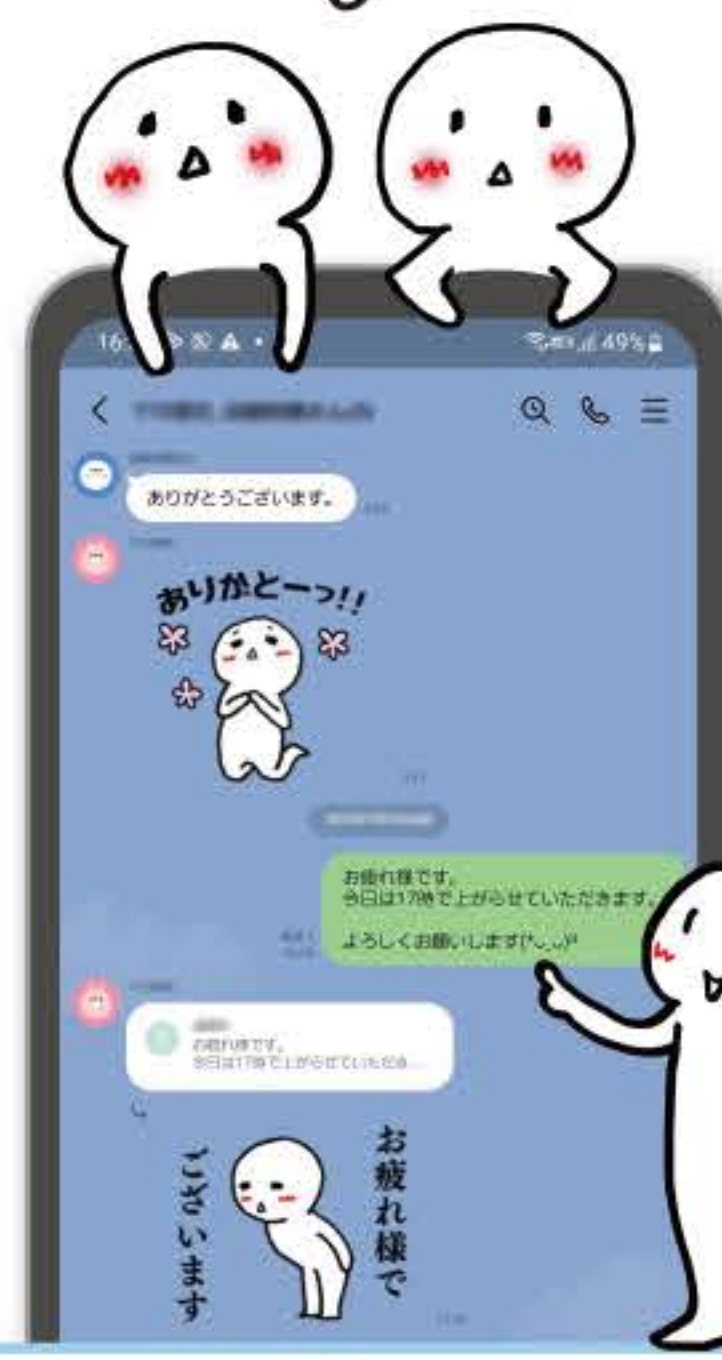 49%
ありがとうございます。
ありがとーっ!!
お疲れ様です。
今日は17時で上がらせていただきます。
よろしくお願いします
お疲れ様です。
今日は17時で上がらせていただき...
お疲れ様で
ございます